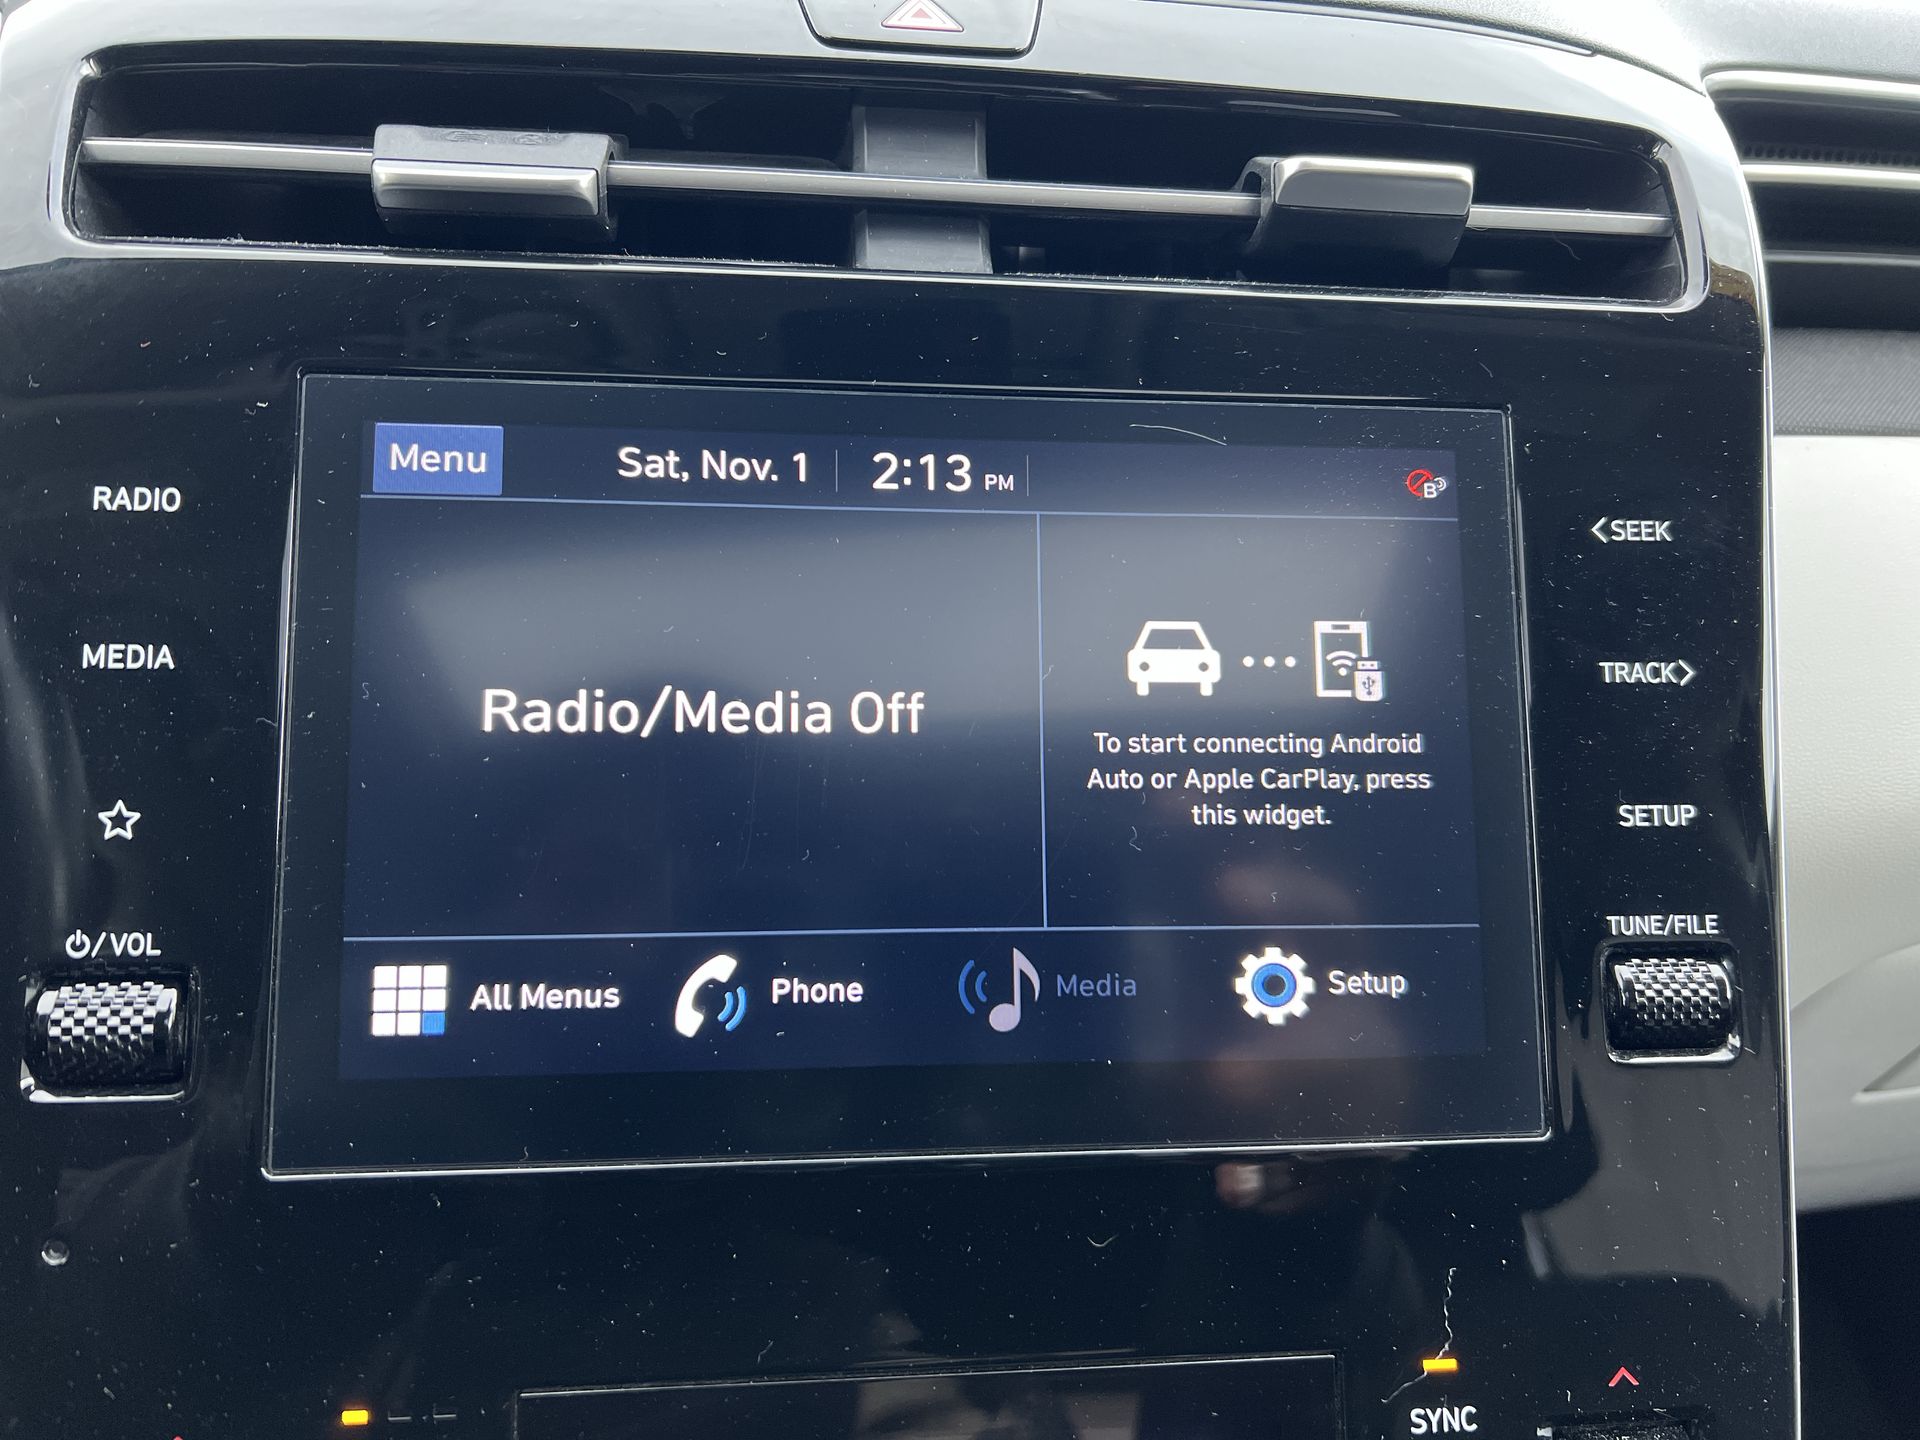 Menu
Sat, Nov. 1
2:13 PM
B
RADIO
MEDIA
/VOL
Radio/Media Off
To start connecting Android
Auto or Apple CarPlay, press
this widget.
All Menus
Phone
Media
Setup
<SEEK
TRACK>
SETUP
TUNE/FILE
SYNC